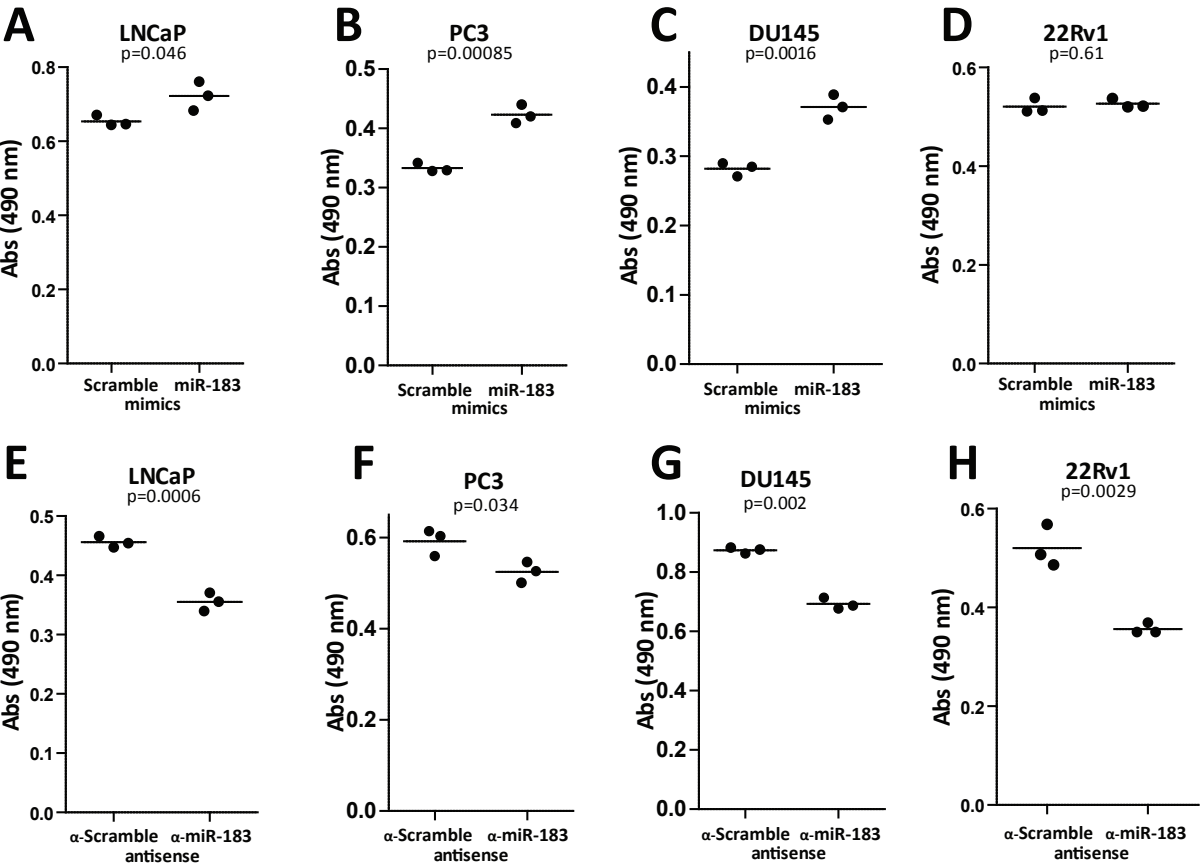 A
LNCaP
p=0.046
Abs (490 nm)
0.8
0.6
0.4
0.2
0.0
Scramble miR-183
mimics
B
PC3
p=0.00085
Abs (490 nm)
0.5
0.4
0.3
0.2
0.1
0.0
Scramble miR-183
mimics
C
DU145
p=0.0016
Abs (490 nm)
0.4
0.3
0.2
0.1
0.0
Scramble miR-183
mimics
D
22Rv1
p=0.61
Abs (490 nm)
0.6
0.4
0.2
0.0
Scramble miR-183
mimics
E
LNCaP
p=0.0006
Abs (490 nm)
0.5
0.4
0.3
0.2
0.1
0.0
α-Scramble α-miR-183
antisense
F
PC3
p=0.034
Abs (490 nm)
0.6
0.4
0.2
0.0
α-Scramble α-miR-183
antisense
G
DU145
p=0.002
Abs (490 nm)
1.0
0.8
0.6
0.4
0.2
0.0
α-Scramble α-miR-183
antisense
H
22Rv1
p=0.0029
Abs (490 nm)
0.6
0.4
0.2
0.0
α-Scramble α-miR-183
antisense